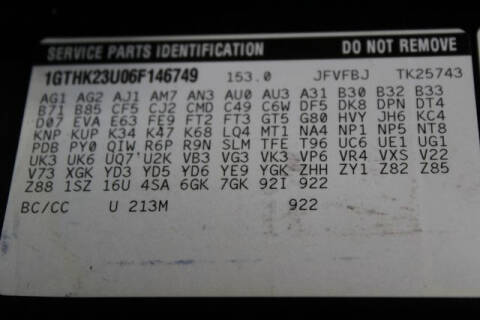 SERVICE PARTS IDENTIFICATION DO NOT REMOVE
1GTHK23U06F146749 153.0 JFVFBJ TK25743
AG1 AG2 AJ1 AM7 AN3 AU0 AU3 A31 B30 B32 B33
B71 B85 CF5 CJ2 CMD C49 C6W DF5 DK8 DPN DT4
D07 EVA E63 FE9 FT2 FT3 GT5 G80 HVY JH6 KC4
KNP KUP K34 K47 K68 LQ4 MT1 NA4 NP1 NP5 NT8
PDB PY0 QIW R6P R9N SLM TFE T96 UC6 UE1 UG1
UK3 UK6 UQ7 U2K VB3 VG3 VK3 VP6 VR4 VXS V22
V73 XGK YD3 YD5 YD6 YE9 YGK ZHH ZY1 Z82 Z85
Z88 1SZ 16U 4SA 6GK 7GK 92I 922
BC/CC U 213M 922